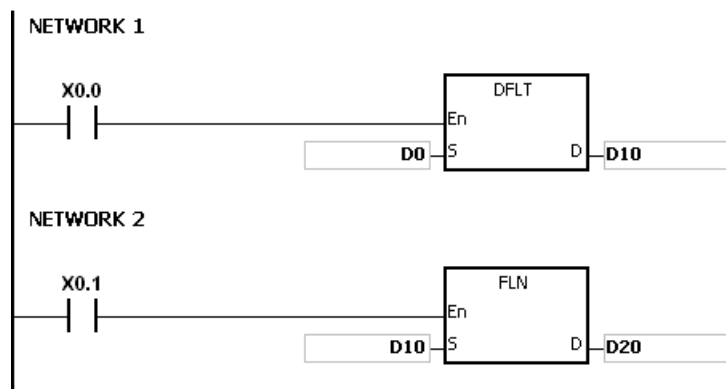 NETWORK 1
X0.0
DFLT
En
D0 S D D10
NETWORK 2
X0.1
FLN
En
D10 S D D20